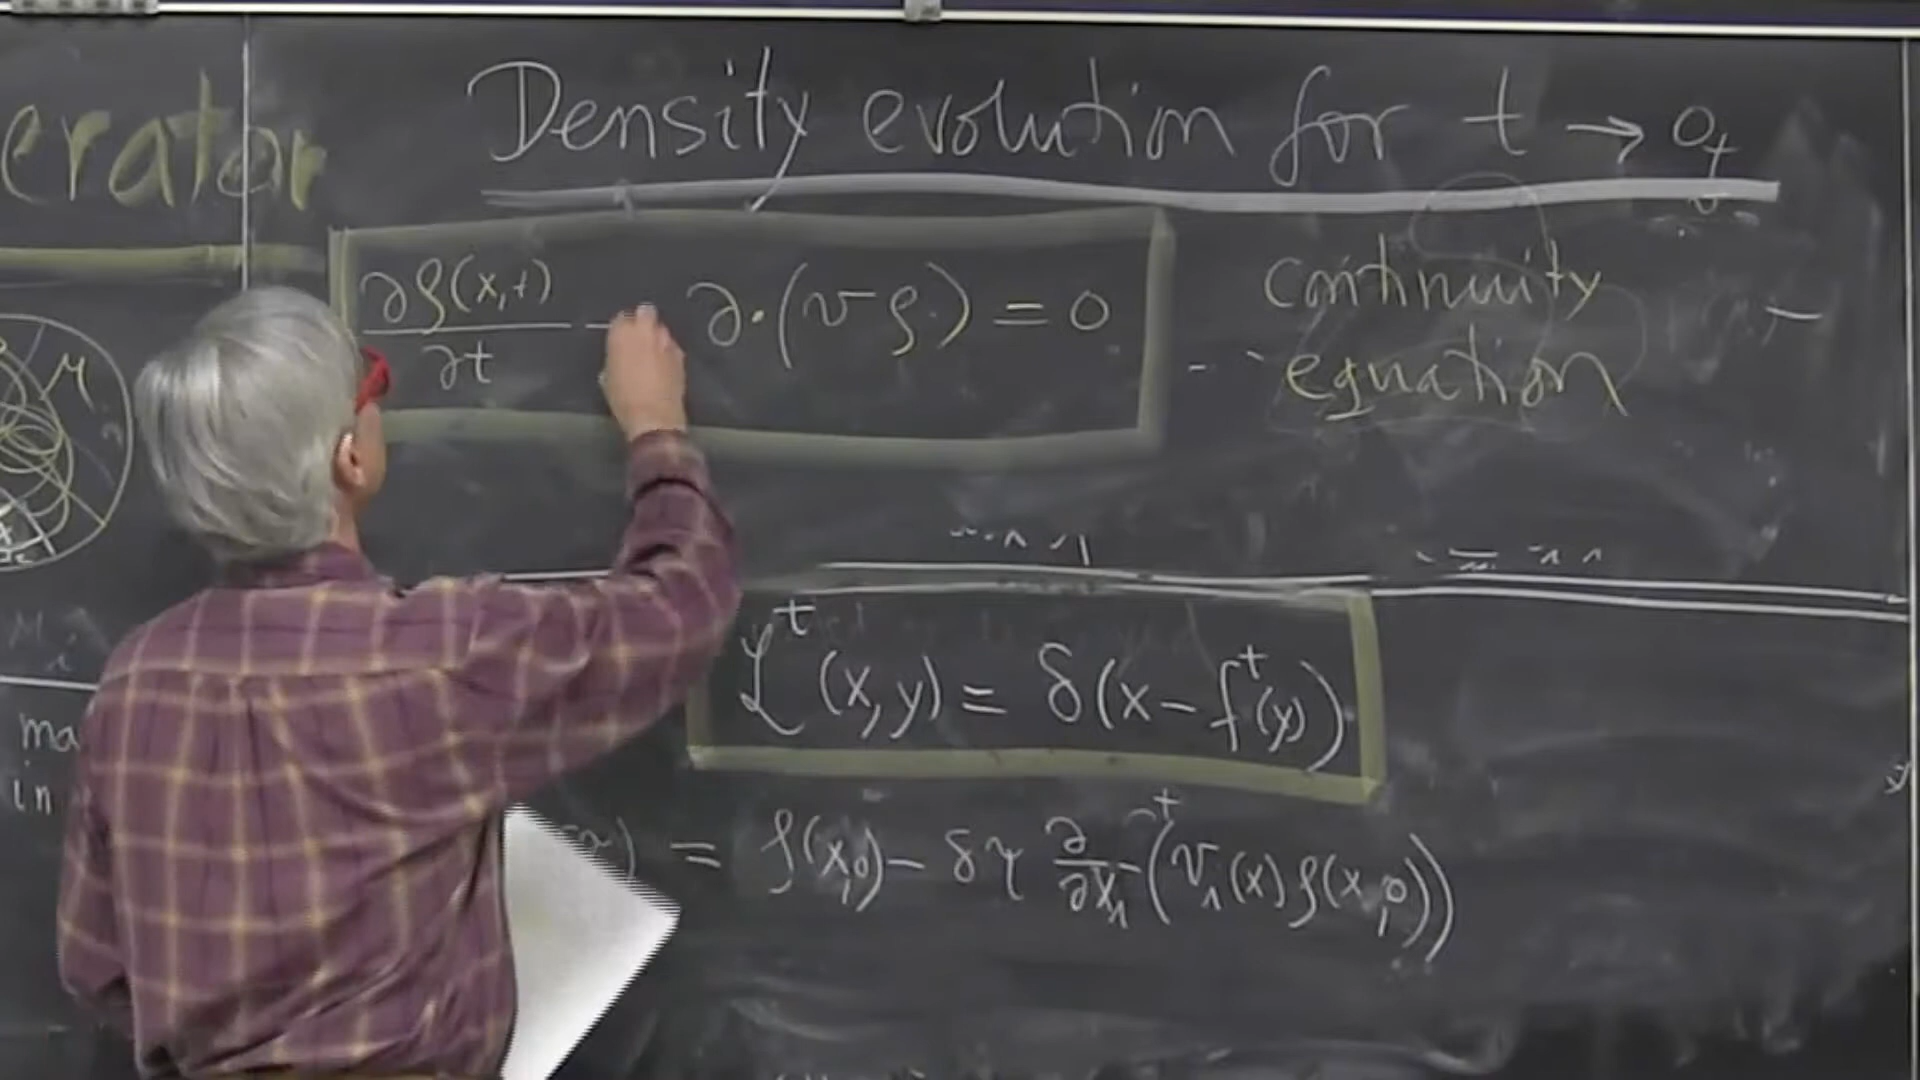 erator
Density evolution for t → 0₊
∂ρ(x,t)/∂t − ∂·(vρ) = 0
continuity
equation
μ
ma
in
ℒᵗ(x,y) = δ(x − fᵗ(y))
= ρ(x,0) − δτ ∂/∂x₁ (v₁(x)ρ(x,0))